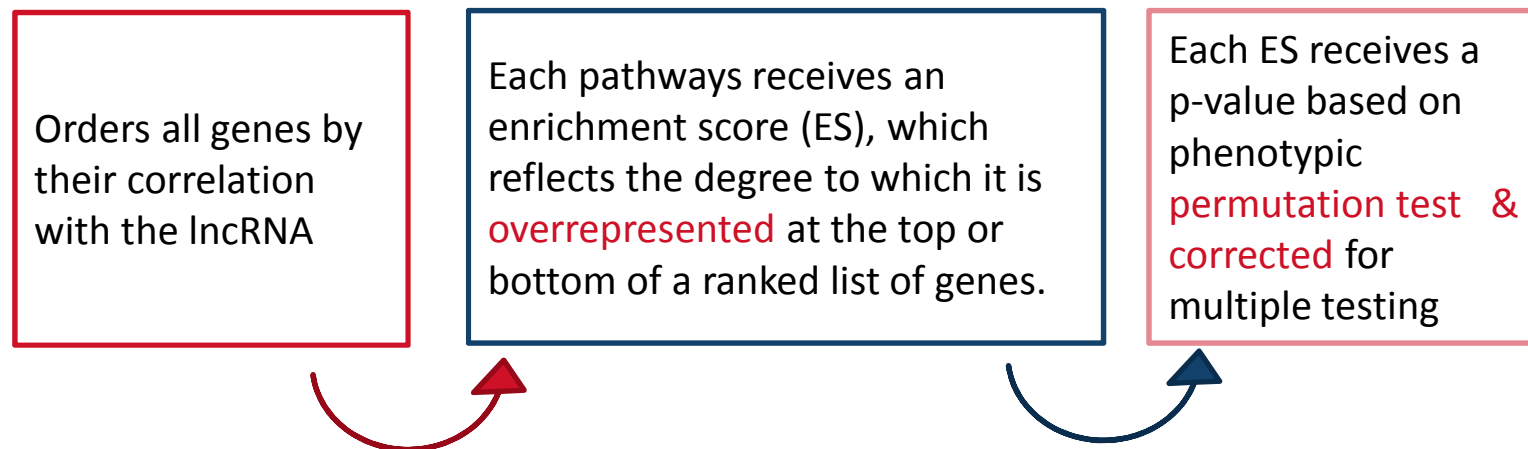 Orders all genes by
their correlation
with the lncRNA
Each pathways receives an
enrichment score (ES), which
reflects the degree to which it is
overrepresented at the top or
bottom of a ranked list of genes.
Each ES receives a
p-value based on
phenotypic
permutation test &
corrected for
multiple testing